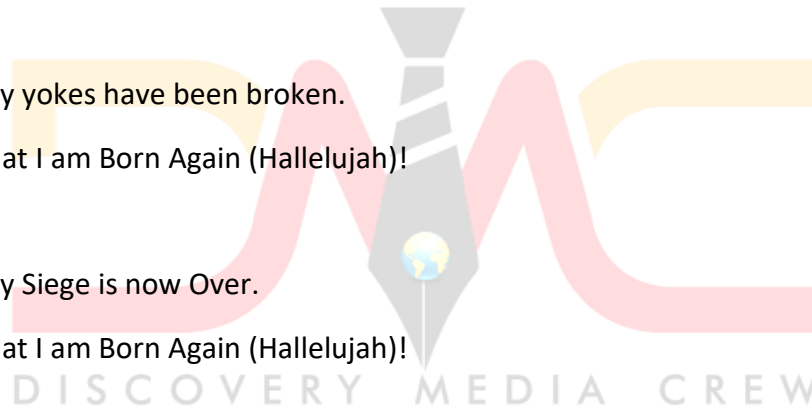 y yokes have been broken.
at I am Born Again (Hallelujah)!
y Siege is now Over.
at I am Born Again (Hallelujah)!
DISCOVERY MEDIA CREW